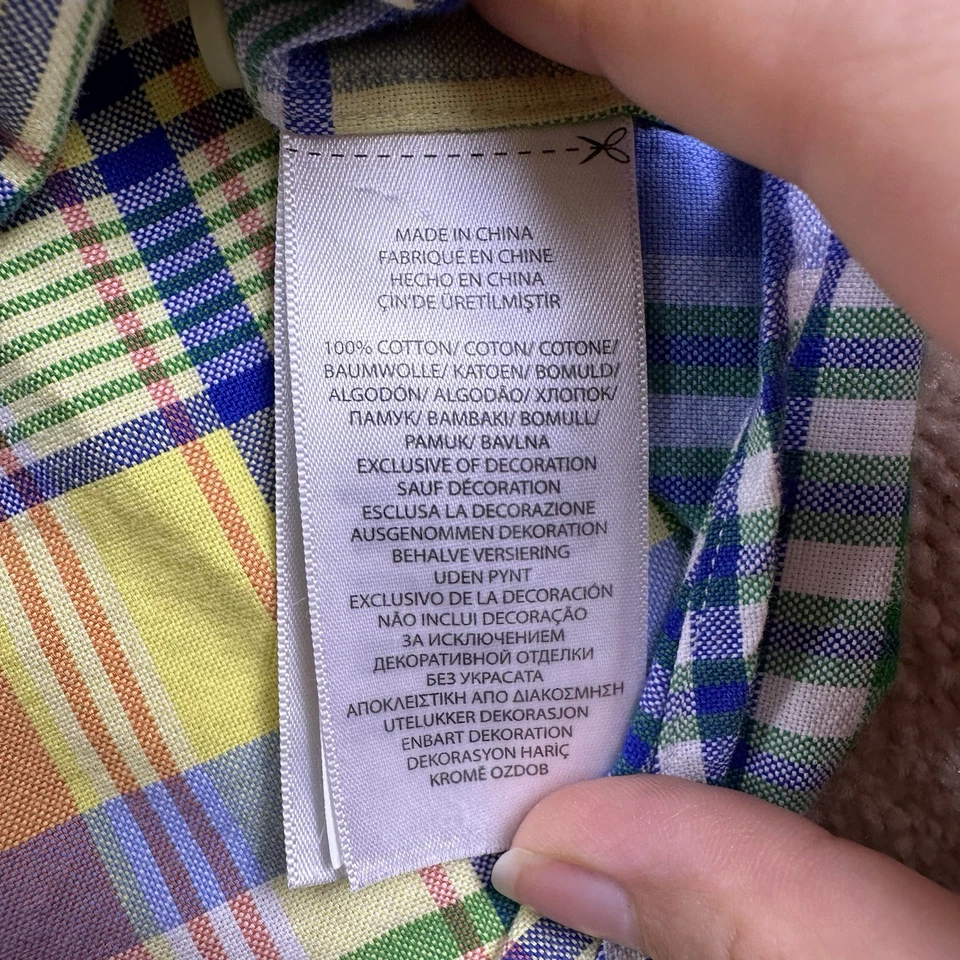 MADE IN CHINA
FABRIQUE EN CHINE
HECHO EN CHINA
ÇIN'DE ÜRETİLMİŞTİR
100% COTTON/ COTON/ COTONE/
BAUMWOLLE/ KATOEN/ BOMULD/
ALGODÓN/ ALGODÃO/ ХЛОПОК/
ПАМУК/ BAMBAKI/ BOMULL/
PAMUK/ BAVLNA
EXCLUSIVE OF DECORATION
SAUF DÉCORATION
ESCLUSA LA DECORAZIONE
AUSGENOMMEN DEKORATION
BEHALVE VERSIERING
UDEN PYNT
EXCLUSIVO DE LA DECORACIÓN
NÃO INCLUI DECORAÇÃO
ЗА ИСКЛЮЧЕНИЕМ
ДЕКОРАТИВНОЙ ОТДЕЛКИ
БЕЗ УКРАСАТА
ΑΠΟΚΛΕΙΣΤΙΚΗ ΑΠΟ ΔΙΑΚΟΣΜΗΣΗ
UTELUKKER DEKORASJON
ENBART DEKORATION
DEKORASYON HARİÇ
KROMĚ OZDOB